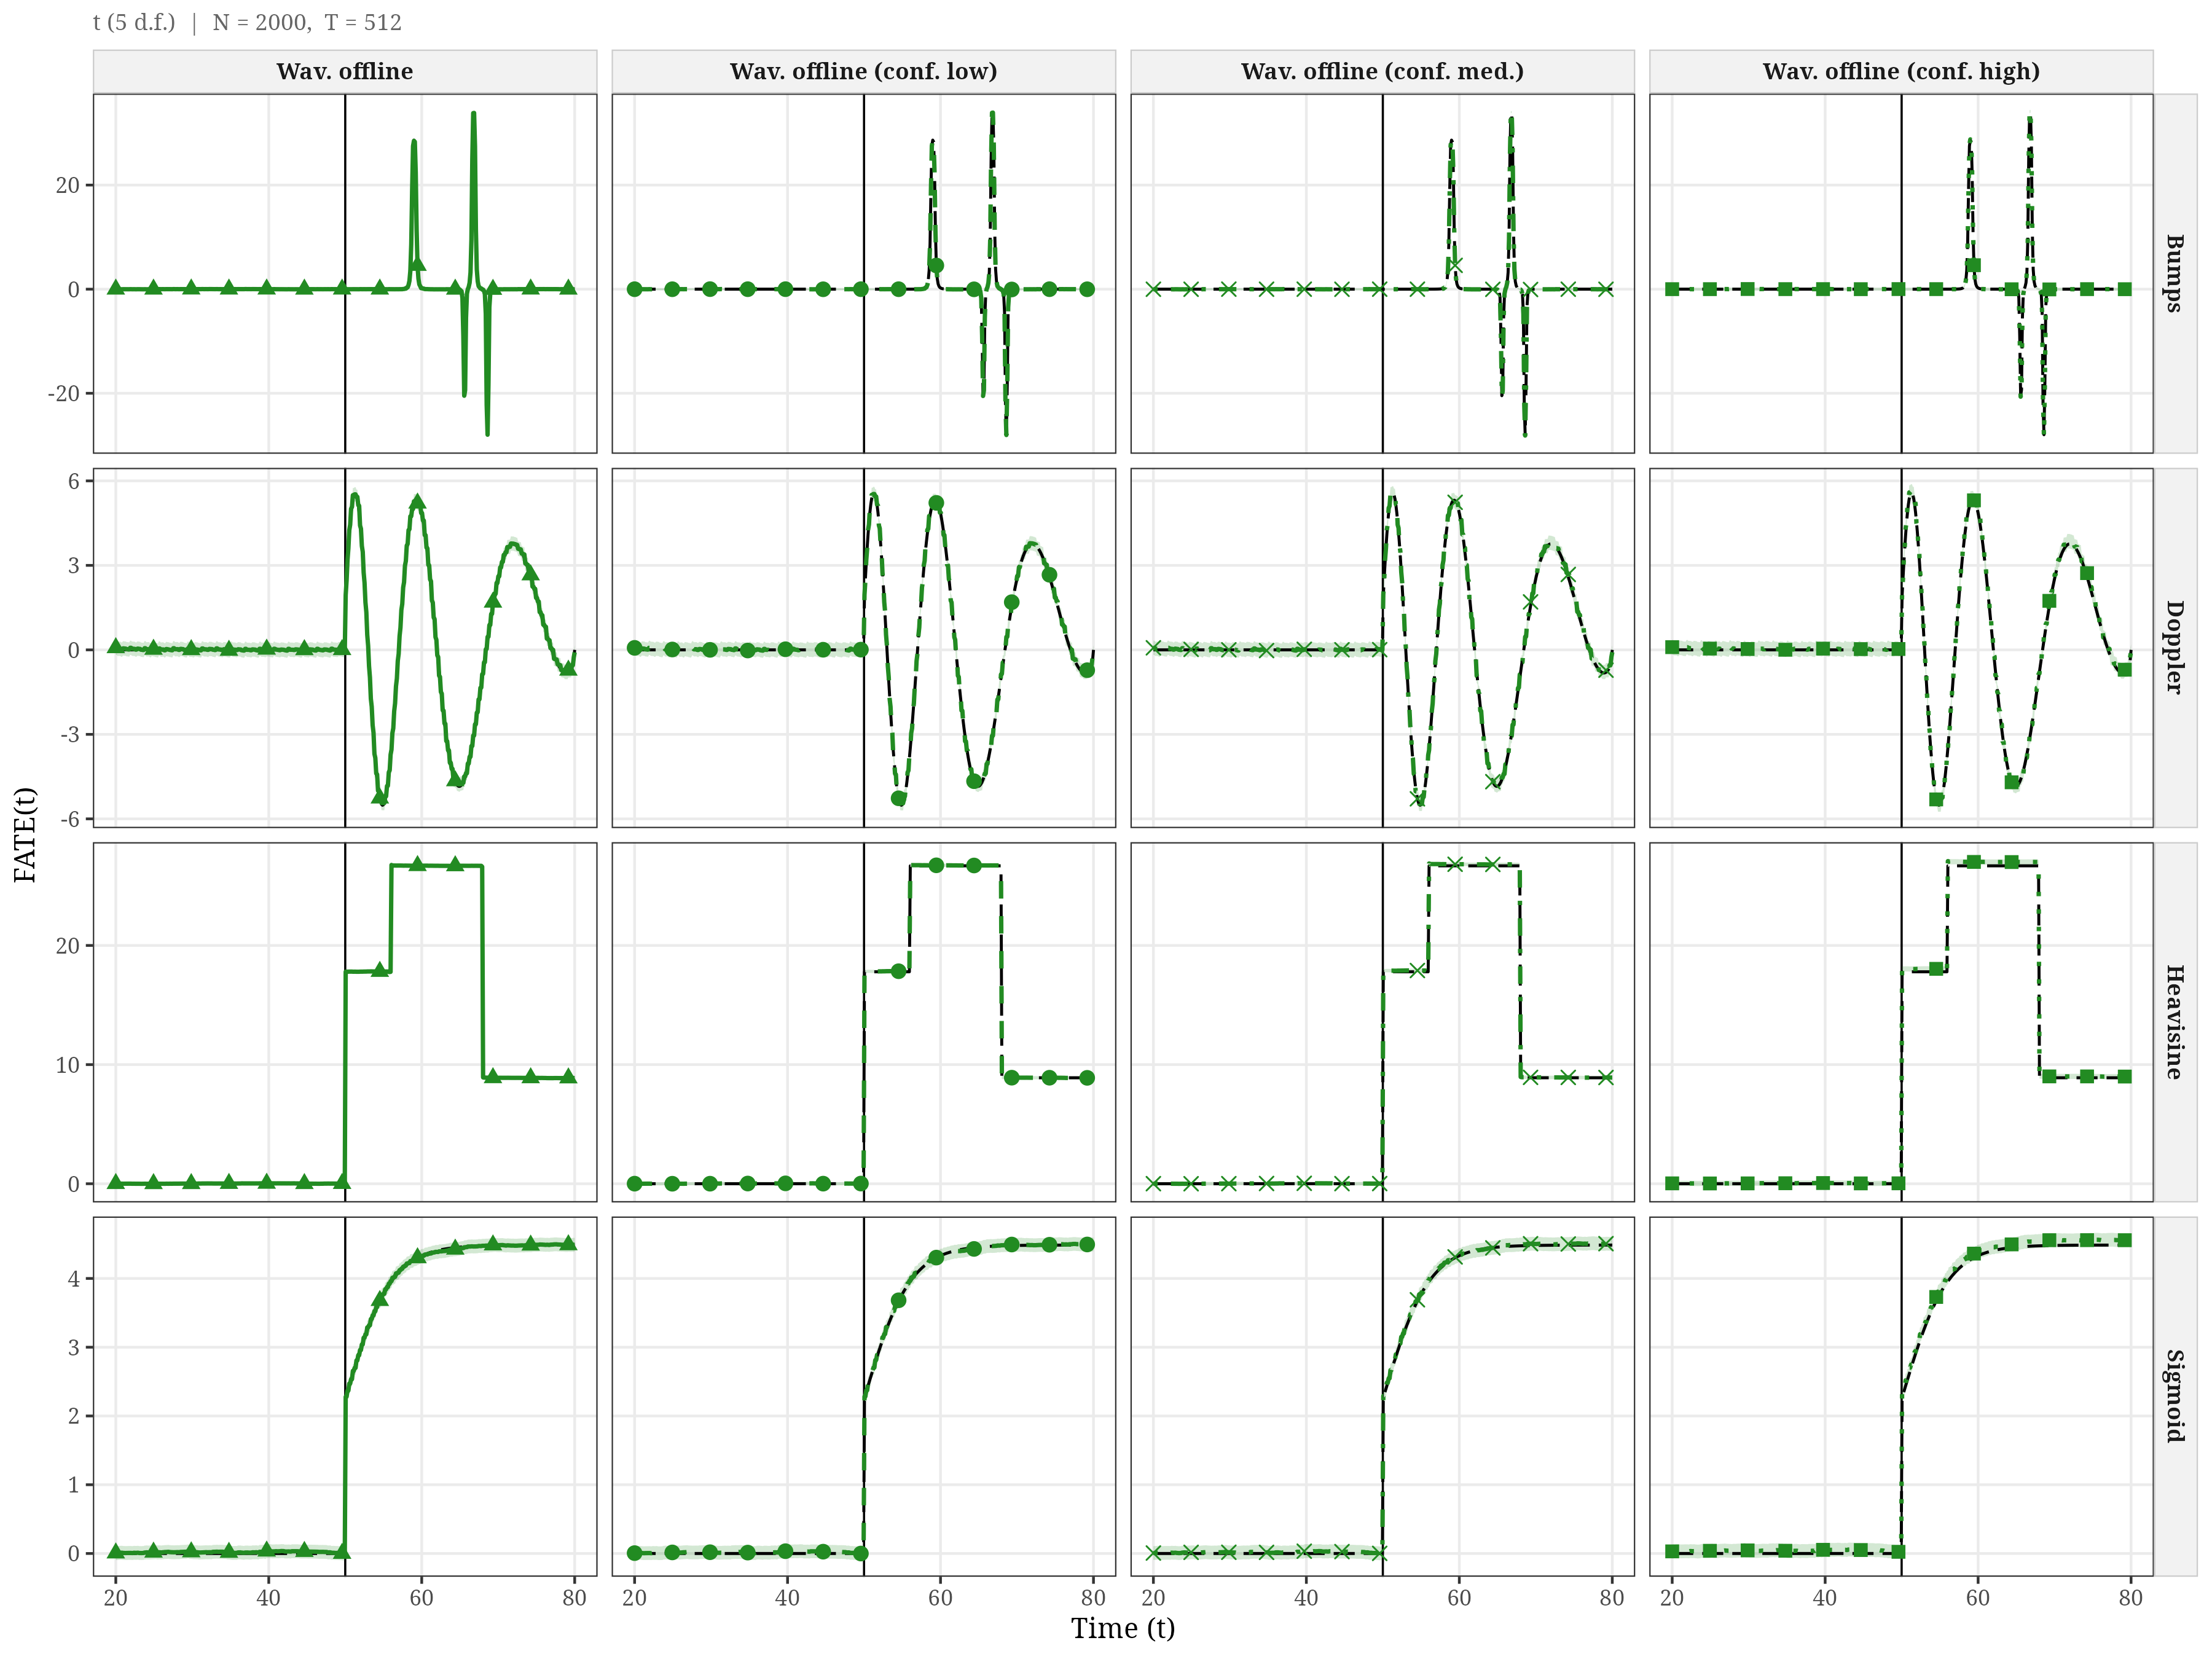 t (5 d.f.) | N = 2000, T = 512
Wav. offline
Wav. offline (conf. low)
Wav. offline (conf. med.)
Wav. offline (conf. high)
20
0
-20
Bumps
6
3
0
-3
-6
Doppler
FATE(t)
20
10
0
Heavisine
4
3
2
1
0
Sigmoid
20 40 60 80
20 40 60 80
20 40 60 80
20 40 60 80
Time (t)